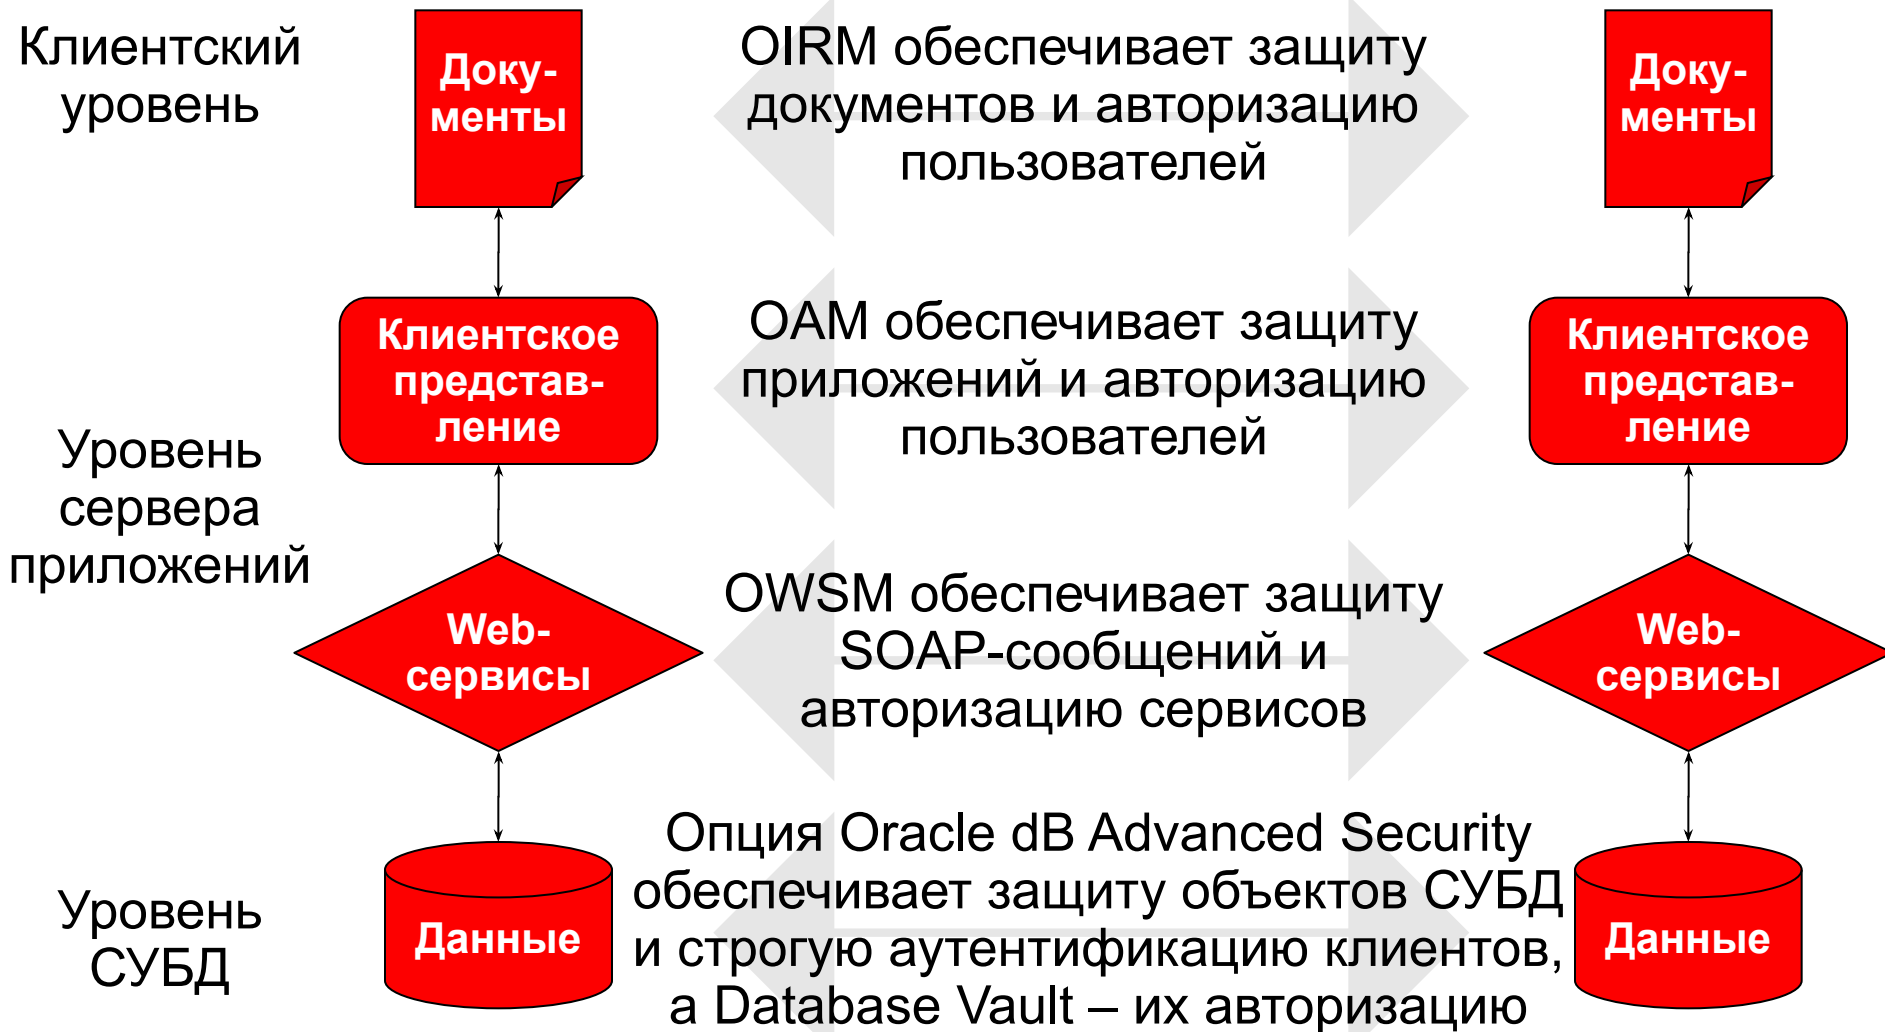 Клиентский
уровень
Доку-
менты
OIRM обеспечивает защиту
документов и авторизацию
пользователей
Доку-
менты
Клиентское
представ-
ление
OAM обеспечивает защиту
приложений и авторизацию
пользователей
Клиентское
представ-
ление
Уровень
сервера
приложений
Web-
сервисы
OWSM обеспечивает защиту
SOAP-сообщений и
авторизацию сервисов
Web-
сервисы
Уровень
СУБД
Данные
Опция Oracle dB Advanced Security
обеспечивает защиту объектов СУБД
и строгую аутентификацию клиентов,
а Database Vault – их авторизацию
Данные